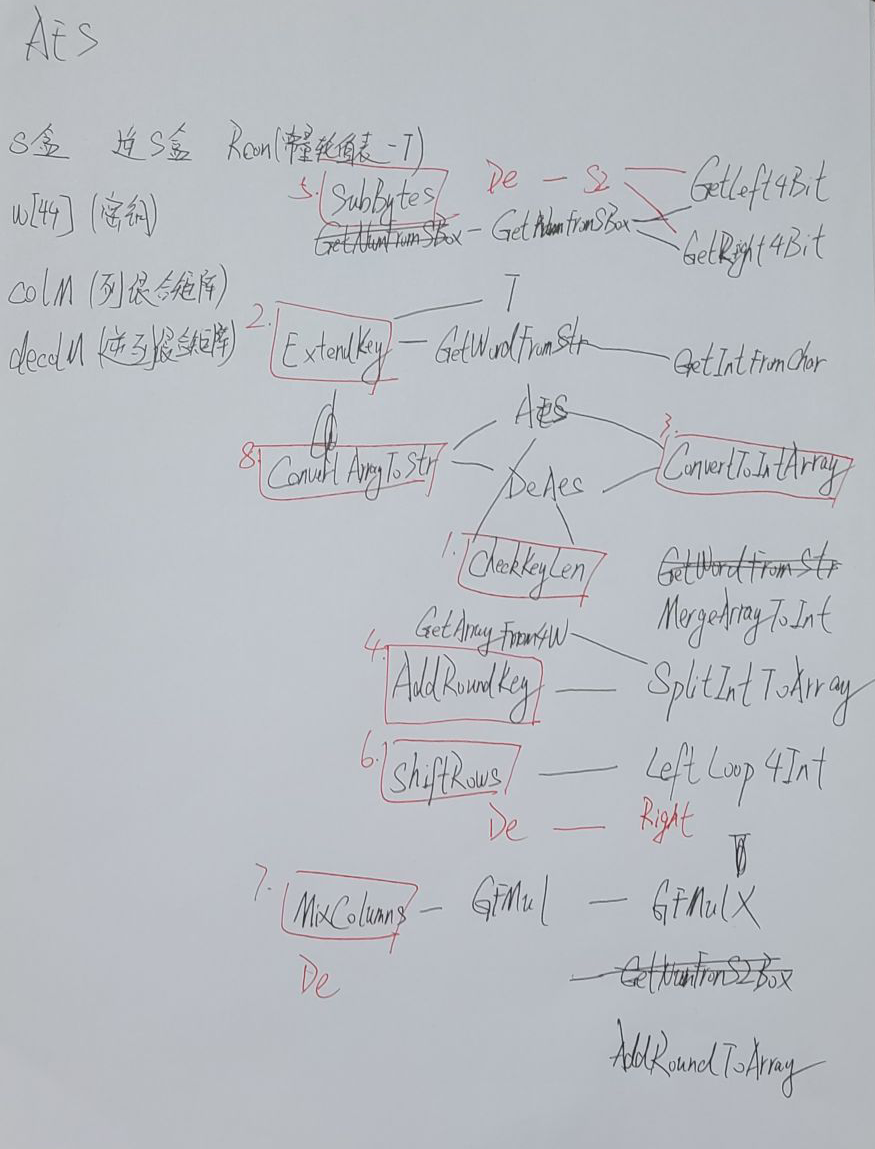 AES
S盒 逆S盒 Rcon(常量轮值表-T)
5. SubBytes De - S2 GetLeft4Bit
w[44] (密钥) GetNumFromSBox - GetNumFromSBox GetRight4Bit
colM (列混合矩阵)
2. ExtendKey T
decolM (逆列混合矩阵) GetWordFromStr GetIntFromChar
AES
8. ConvertArrayToStr 3. ConvertToIntArray
DeAes
1. CheckKeyLen GetWordFromStr
MergeArrayToInt
GetArrayFrom4W
4. AddRoundKey SplitIntToArray
6. ShiftRows LeftLoop4Int
De Right
7. MixColumns - GFMul - GFMulX
De GetNumFromS2Box
AddRoundToArray